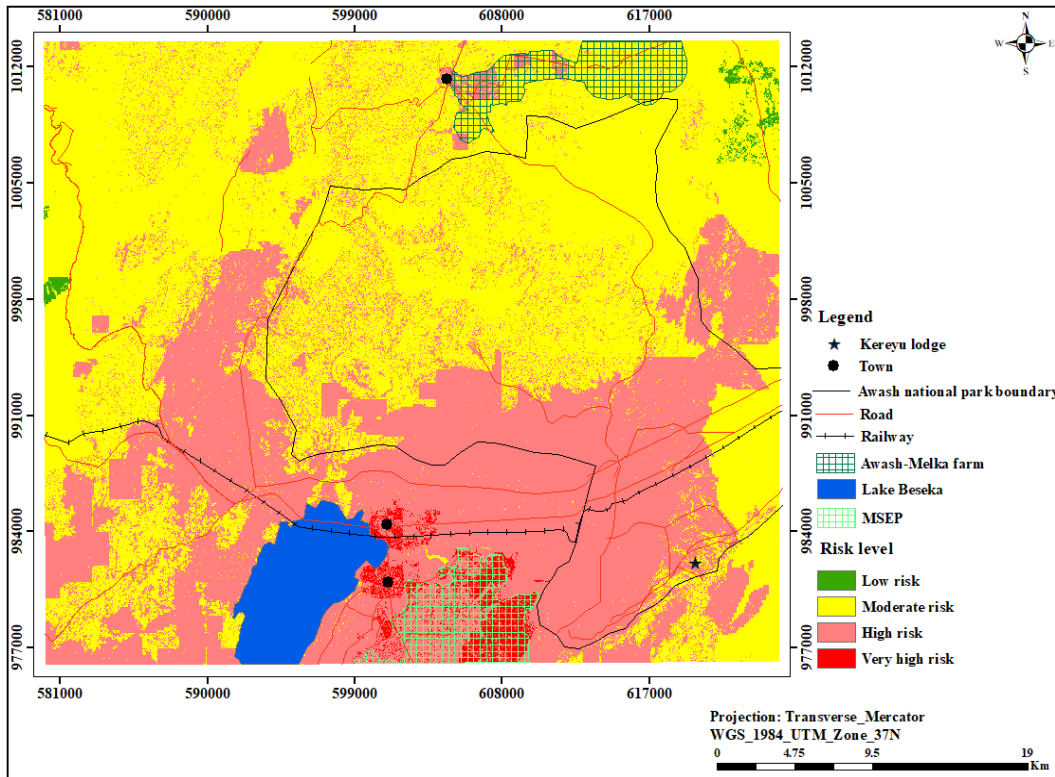 581000 590000 599000 608000 617000
N
W E
S
1012000 1012000
1005000 1005000
998000 998000
991000 991000
984000 984000
977000 977000
Legend
Kereyu lodge
Town
Awash national park boundary
Road
Railway
Awash-Melka farm
Lake Beseka
MSEP
Risk level
Low risk
Moderate risk
High risk
Very high risk
581000 590000 599000 608000 617000
Projection: Transverse_Mercator
WGS_1984_UTM_Zone_37N
0 4.75 9.5 19
Km